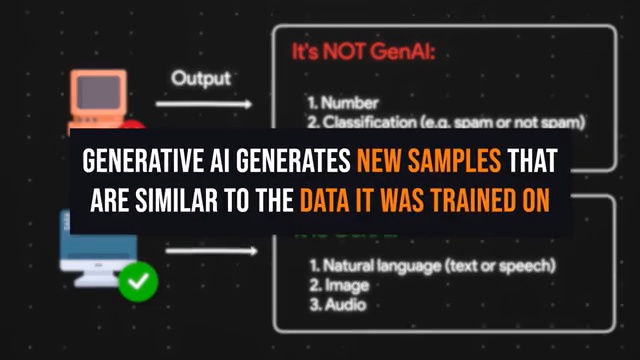 Output
It's NOT GenAI:
1. Number
2. Classification (e.g. spam or not spam)
GENERATIVE AI GENERATES NEW SAMPLES THAT
ARE SIMILAR TO THE DATA IT WAS TRAINED ON
1. Natural language (text or speech)
2. Image
3. Audio